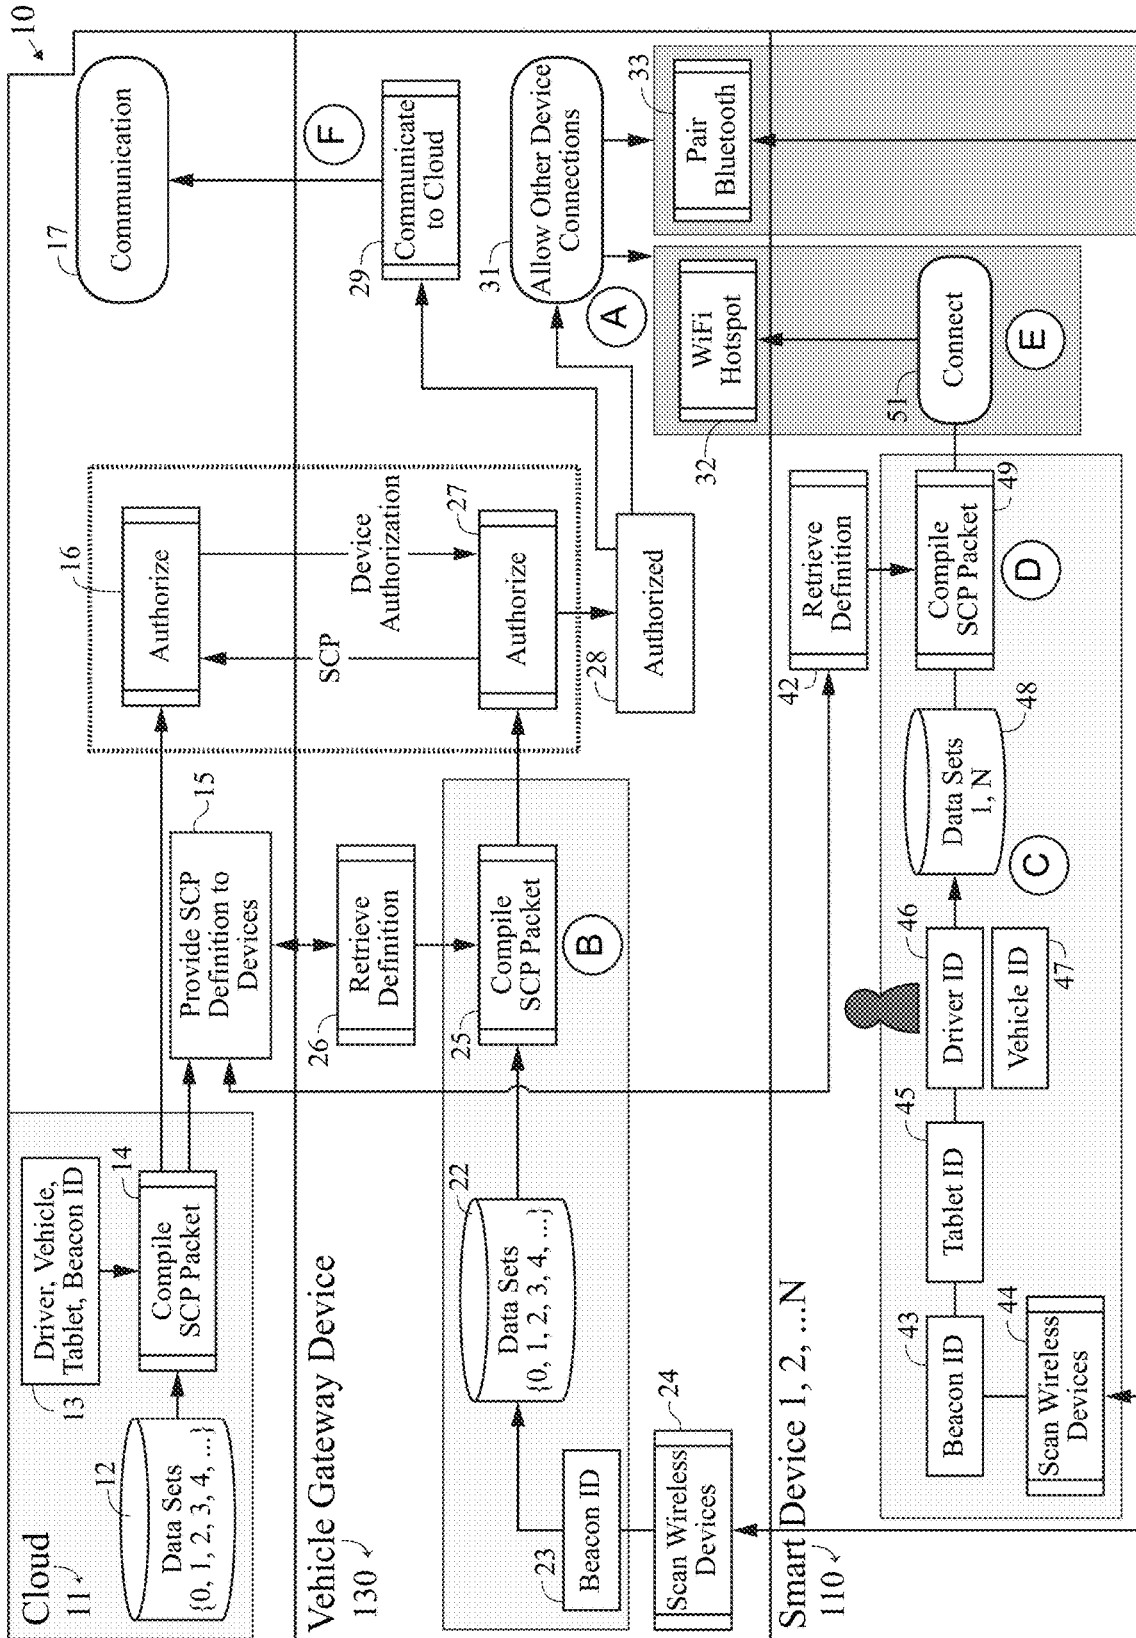 10
Cloud
11
12
Data Sets
{0, 1, 2, 3, 4, ...}
13
Driver, Vehicle,
Tablet, Beacon ID
14
Compile
SCP Packet
15
Provide SCP
Definition to
Devices
16
Authorize
17
Communication
SCP
Device
Authorization
F
Vehicle Gateway Device
130
22
Data Sets
{0, 1, 2, 3, 4, ...}
23
Beacon ID
24
Scan Wireless
Devices
25
Compile
SCP Packet
B
26
Retrieve
Definition
27
Authorize
28
Authorized
29
Communicate
to Cloud
31
Allow Other Device
Connections
A
32
WiFi
Hotspot
33
Pair
Bluetooth
Smart Device 1, 2, ...N
110
42
Retrieve
Definition
43
Beacon ID
44
Scan Wireless
Devices
45
Tablet ID
46
Driver ID
47
Vehicle ID
48
Data Sets
1, N
C
49
Compile
SCP Packet
D
51
Connect
E